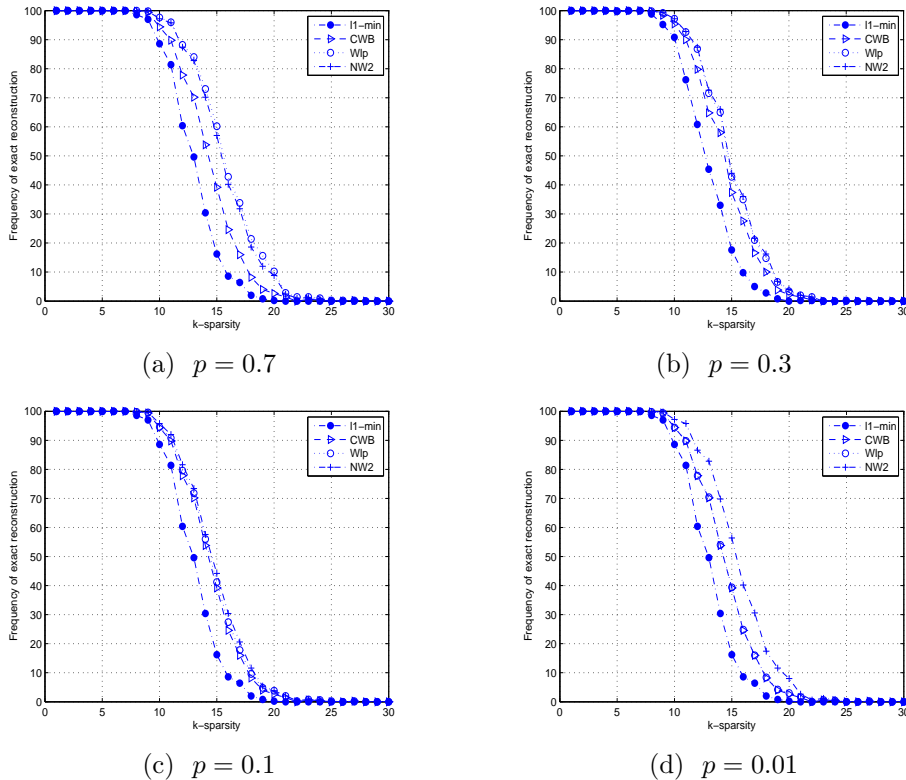 100
90
80
70
60
50
40
30
20
10
0
Frequency of exact reconstruction
0 5 10 15 20 25 30
k−sparsity
l1−min
CWB
Wlp
NW2
(a) p = 0.7
100
90
80
70
60
50
40
30
20
10
0
Frequency of exact reconstruction
0 5 10 15 20 25 30
k−sparsity
l1−min
CWB
Wlp
NW2
(b) p = 0.3
100
90
80
70
60
50
40
30
20
10
0
Frequency of exact reconstruction
0 5 10 15 20 25 30
k−sparsity
l1−min
CWB
Wlp
NW2
(c) p = 0.1
100
90
80
70
60
50
40
30
20
10
0
Frequency of exact reconstruction
0 5 10 15 20 25 30
k−sparsity
l1−min
CWB
Wlp
NW2
(d) p = 0.01